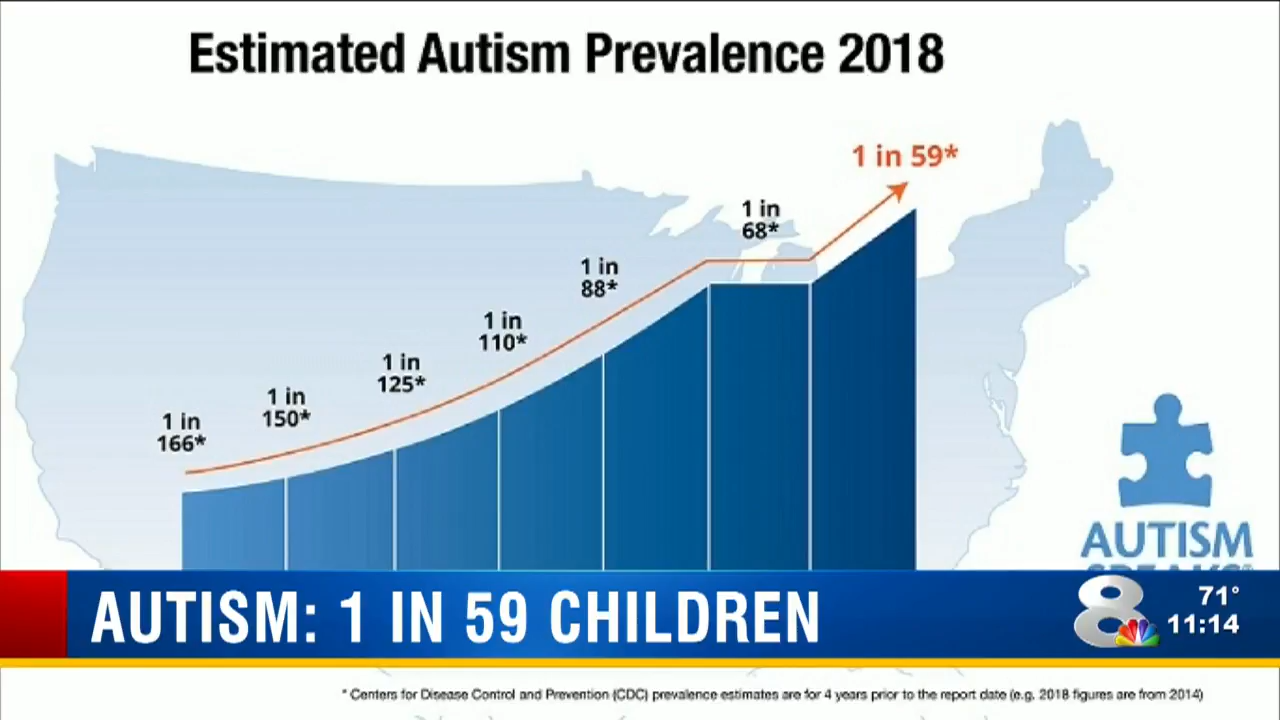 Estimated Autism Prevalence 2018
1 in 59*
1 in
68*
1 in
88*
1 in
110*
1 in
125*
1 in
150*
1 in
166*
AUTISM
SPEAKS
AUTISM: 1 IN 59 CHILDREN
8
71°
11:14
* Centers for Disease Control and Prevention (CDC) prevalence estimates are for 4 years prior to the report date (e.g. 2018 figures are from 2014)